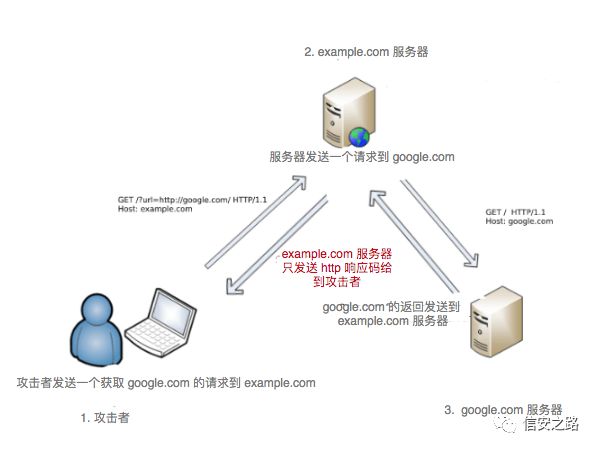 2. example.com 服务器
服务器发送一个请求到 google.com
GET /?url=http://google.com/ HTTP/1.1
Host: example.com
GET / HTTP/1.1
Host: google.com
example.com 服务器
只发送 http 响应码给
到攻击者
google.com 的返回发送到
example.com 服务器
攻击者发送一个获取 google.com 的请求到 example.com
1. 攻击者
3. google.com 服务器
信安之路